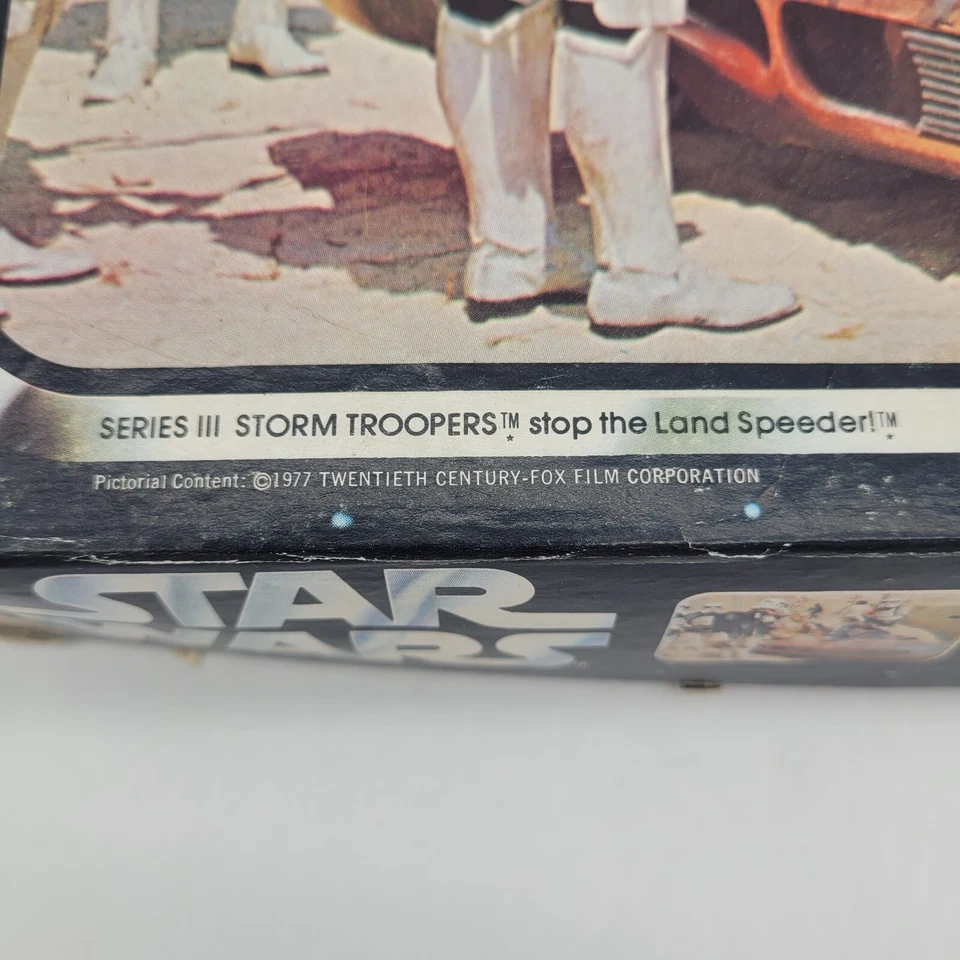 SERIES III STORM TROOPERS™* stop the Land Speeder!™*
Pictorial Content: ©1977 TWENTIETH CENTURY-FOX FILM CORPORATION
STAR
WARS